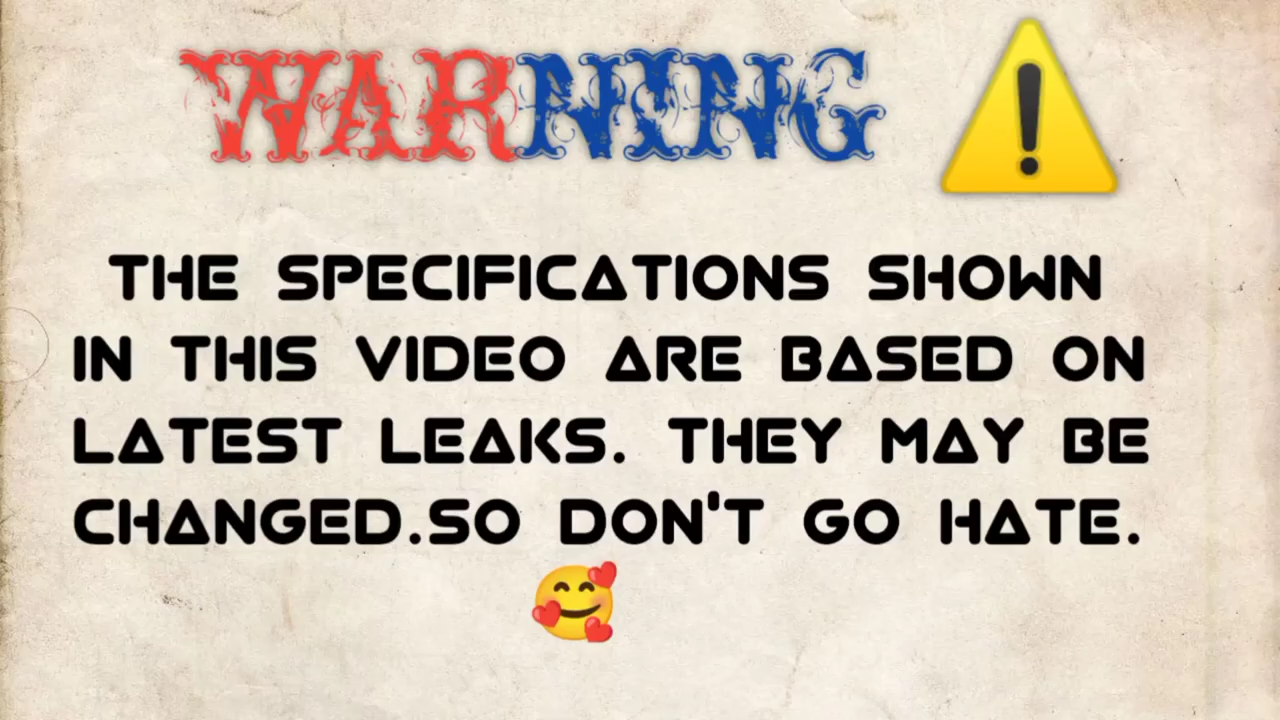 WARNING ⚠️
THE SPECIFICATIONS SHOWN
IN THIS VIDEO ARE BASED ON
LATEST LEAKS. THEY MAY BE
CHANGED.SO DON'T GO HATE.
🥰